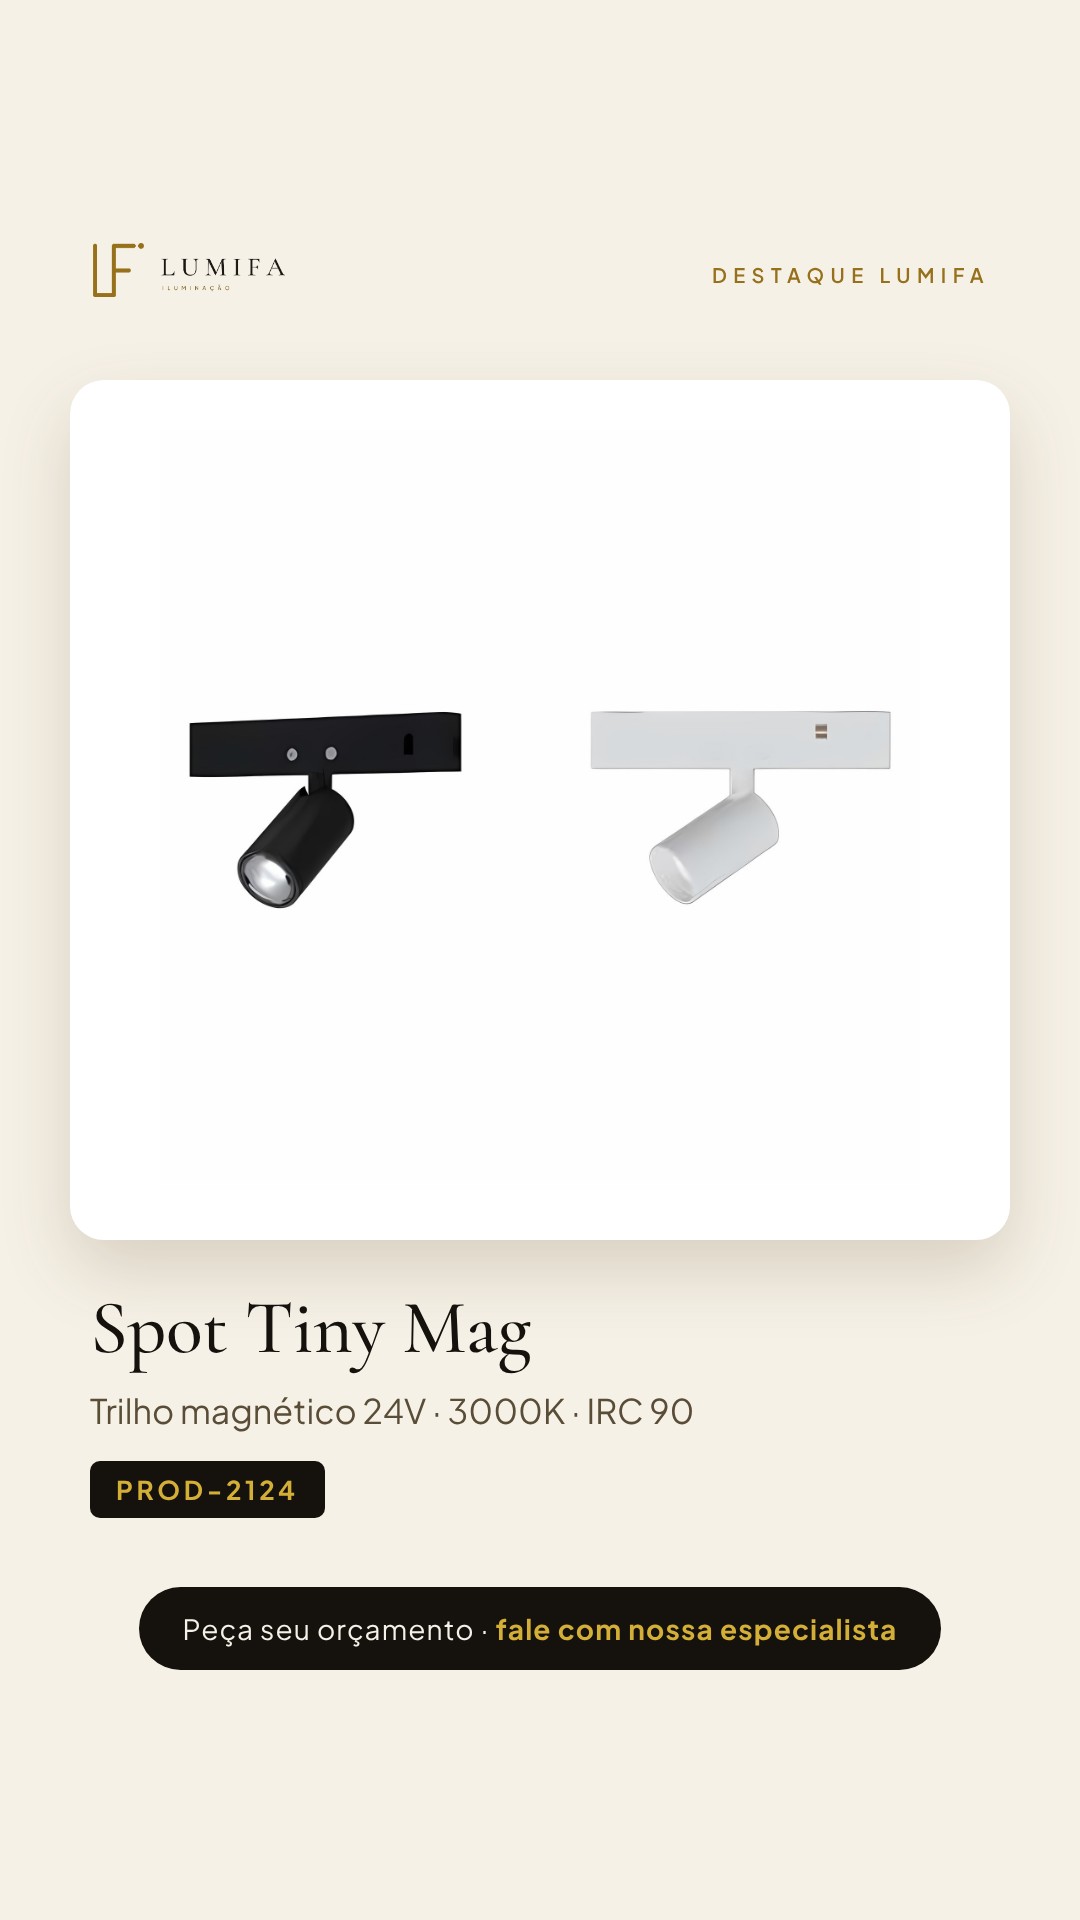 LUMIFA
ILUMINAÇÃO
DESTAQUE LUMIFA
Spot Tiny Mag
Trilho magnético 24V · 3000K · IRC 90
PROD-2124
Peça seu orçamento · fale com nossa especialista